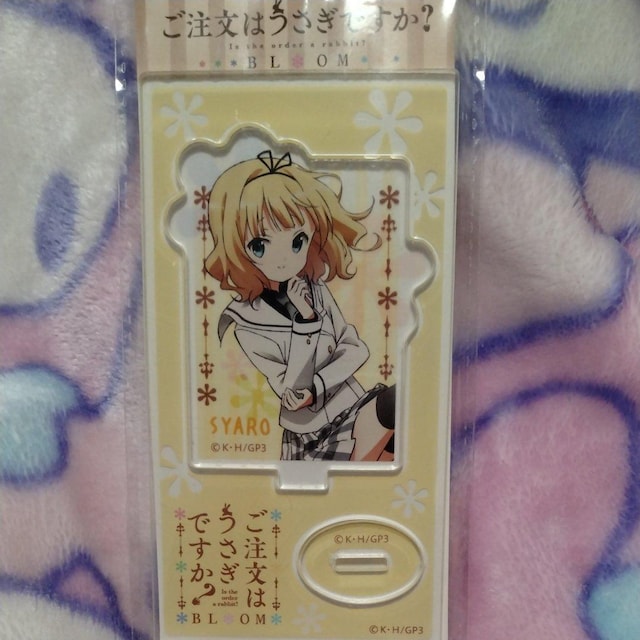 ご注文はうさぎですか?
Is the order a rabbit?
BLOOM
SYARO
©K・H/GP3
ご注文は
うさぎ
ですか?
Is the
order
a rabbit?
BLOOM
©K・H/GP3
©K・H/GP3